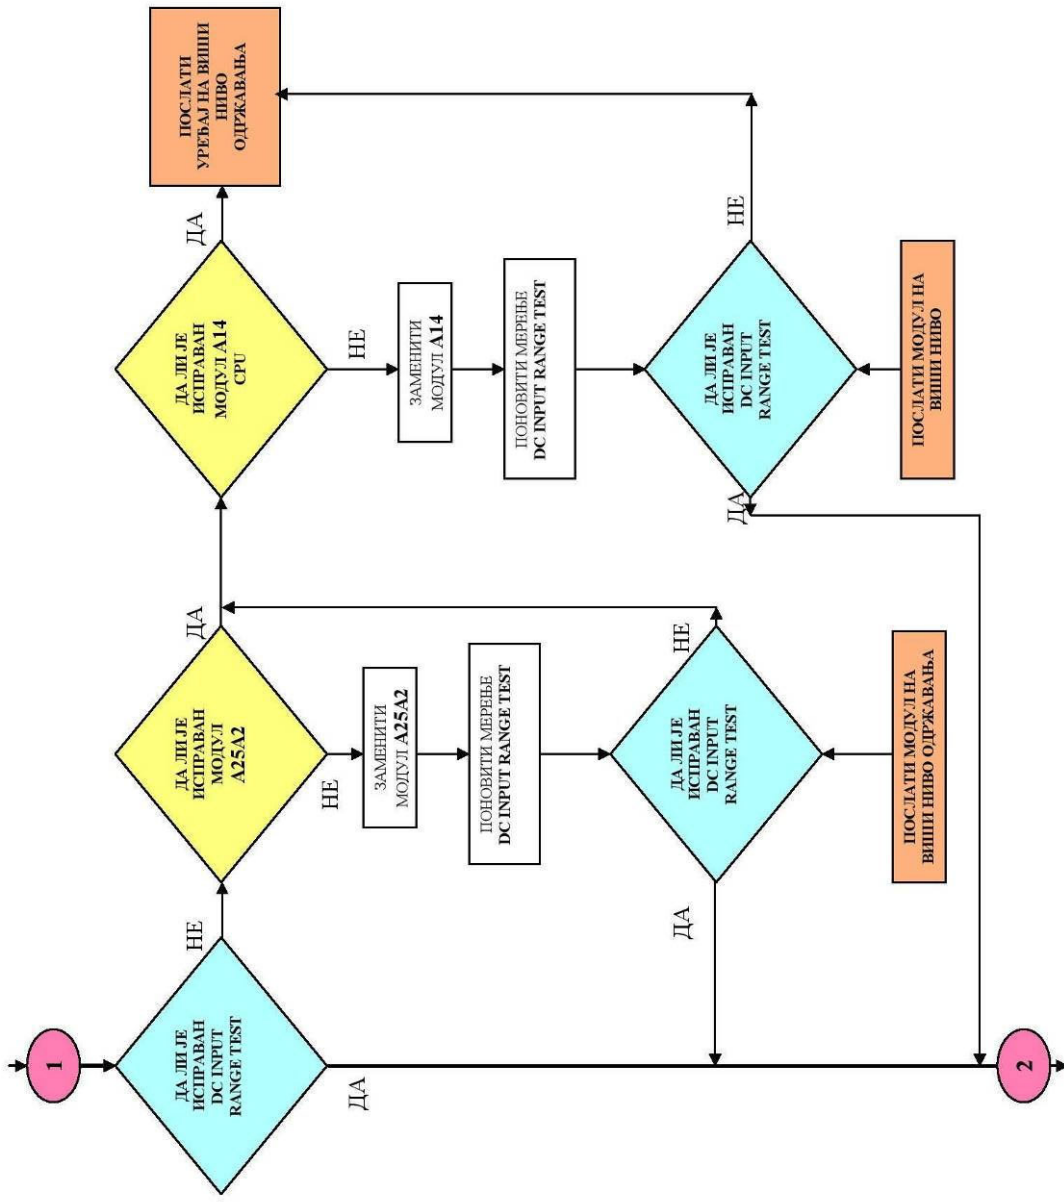 1
ДА ЛИ ЈЕ
ИСПРАВАН
DC INPUT
RANGE TEST
НЕ
ДА
ДА ЛИ ЈЕ
ИСПРАВАН
МОДУЛ
A25A2
ДА
НЕ
ЗАМЕНИТИ
МОДУЛ A25A2
ПОНОВИТИ МЕРЕЊЕ
DC INPUT RANGE TEST
ДА ЛИ ЈЕ
ИСПРАВАН
DC INPUT
RANGE TEST
НЕ
ДА
ПОСЛАТИ МОДУЛ НА
ВИШИ НИВО ОДРЖАВАЊА
ДА ЛИ ЈЕ
ИСПРАВАН
МОДУЛ A14
CPU
ДА
НЕ
ЗАМЕНИТИ
МОДУЛ A14
ПОНОВИТИ МЕРЕЊЕ
DC INPUT RANGE TEST
ДА ЛИ ЈЕ
ИСПРАВАН
DC INPUT
RANGE TEST
НЕ
ДА
ПОСЛАТИ МОДУЛ НА
ВИШИ НИВО
ПОСЛАТИ
УРЕЂАЈ НА ВИШИ
НИВО
ОДРЖАВАЊА
2